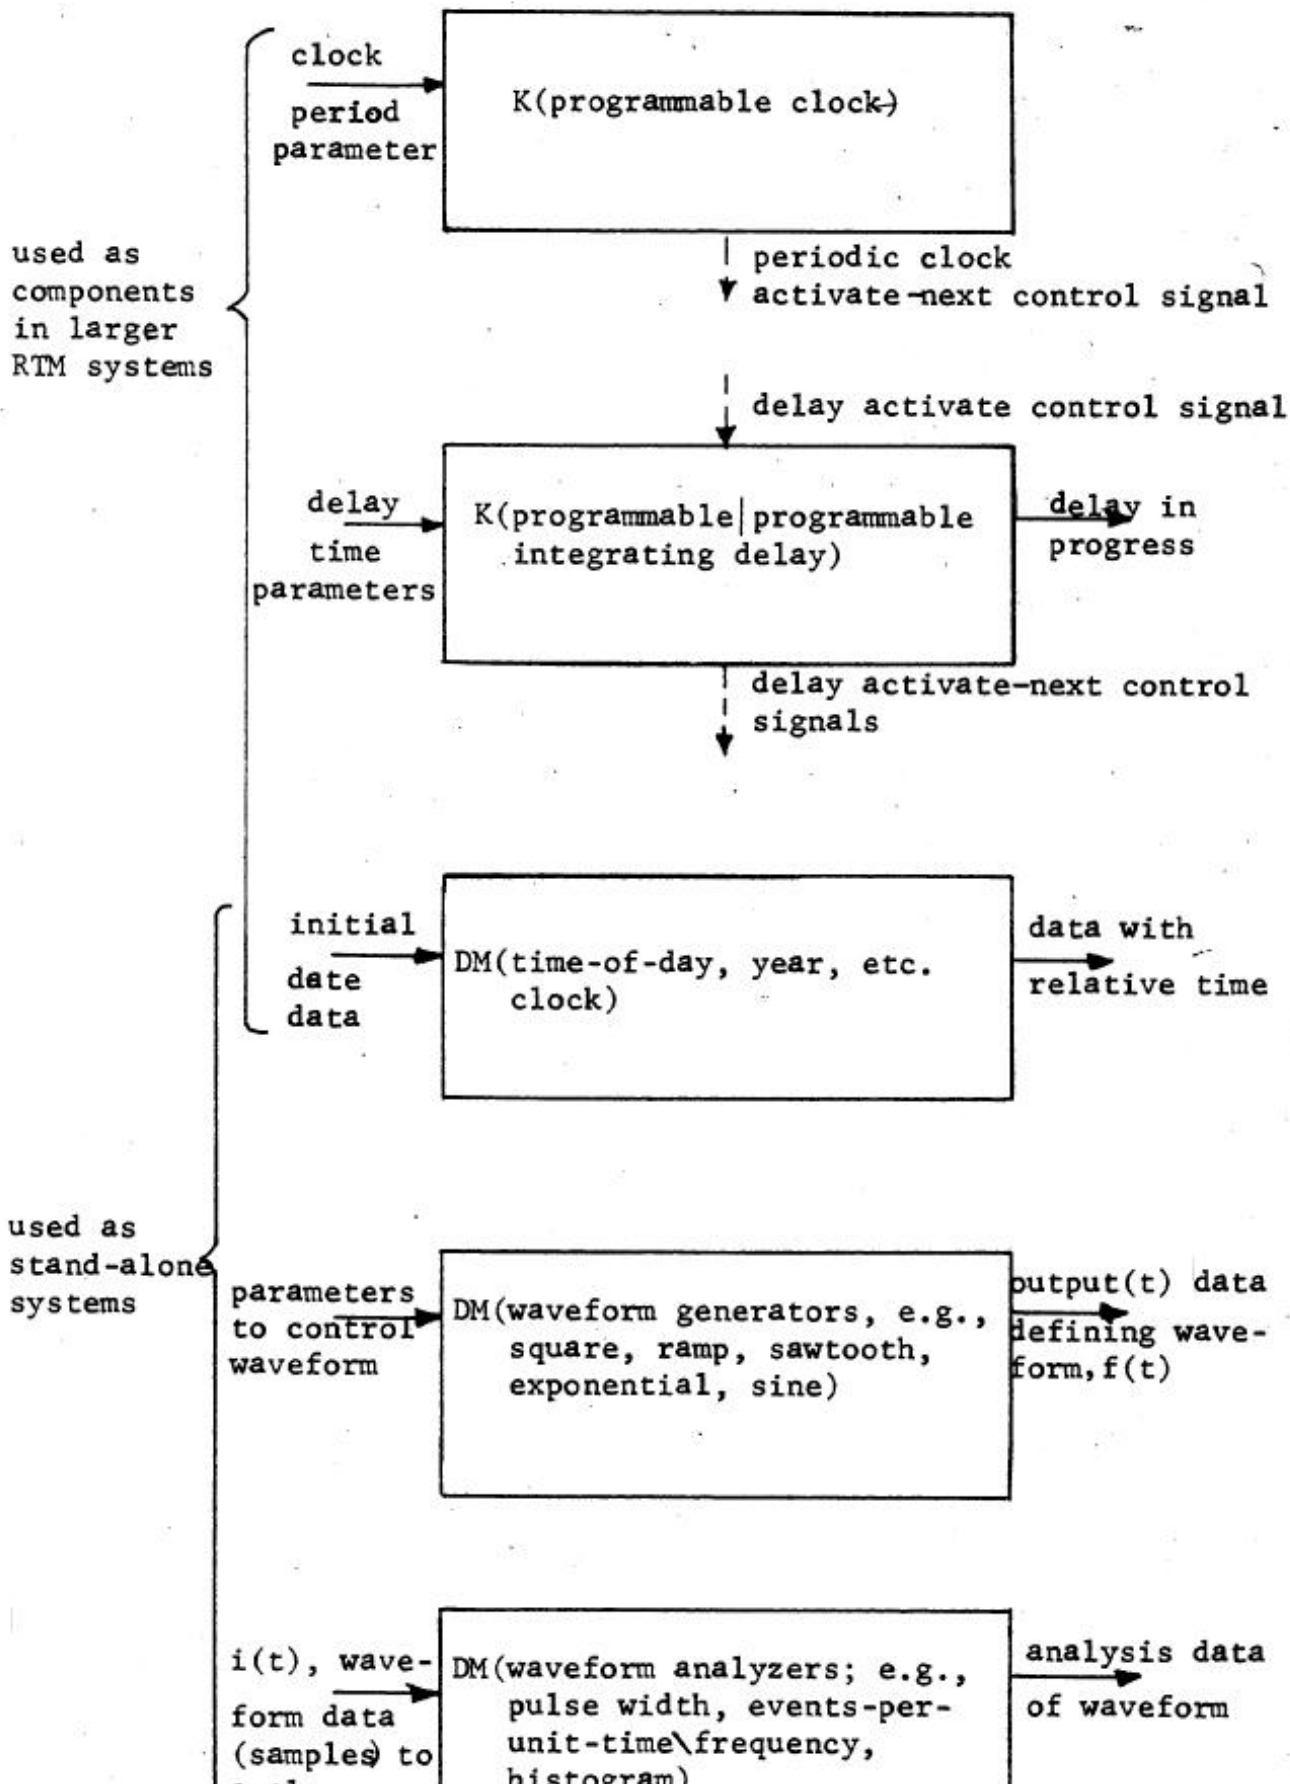 clock
period
parameter
K(programmable clock)
used as
components
in larger
RTM systems
periodic clock
activate-next control signal
delay activate control signal
delay
time
parameters
K(programmable|programmable
integrating delay)
delay in
progress
delay activate-next control
signals
initial
date
data
DM(time-of-day, year, etc.
clock)
data with
relative time
used as
stand-alone
systems
parameters
to control
waveform
DM(waveform generators, e.g.,
square, ramp, sawtooth,
exponential, sine)
output(t) data
defining wave-
form, f(t)
i(t), wave-
form data
(samples) to
DM(waveform analyzers; e.g.,
pulse width, events-per-
unit-time\frequency,
histogram)
analysis data
of waveform